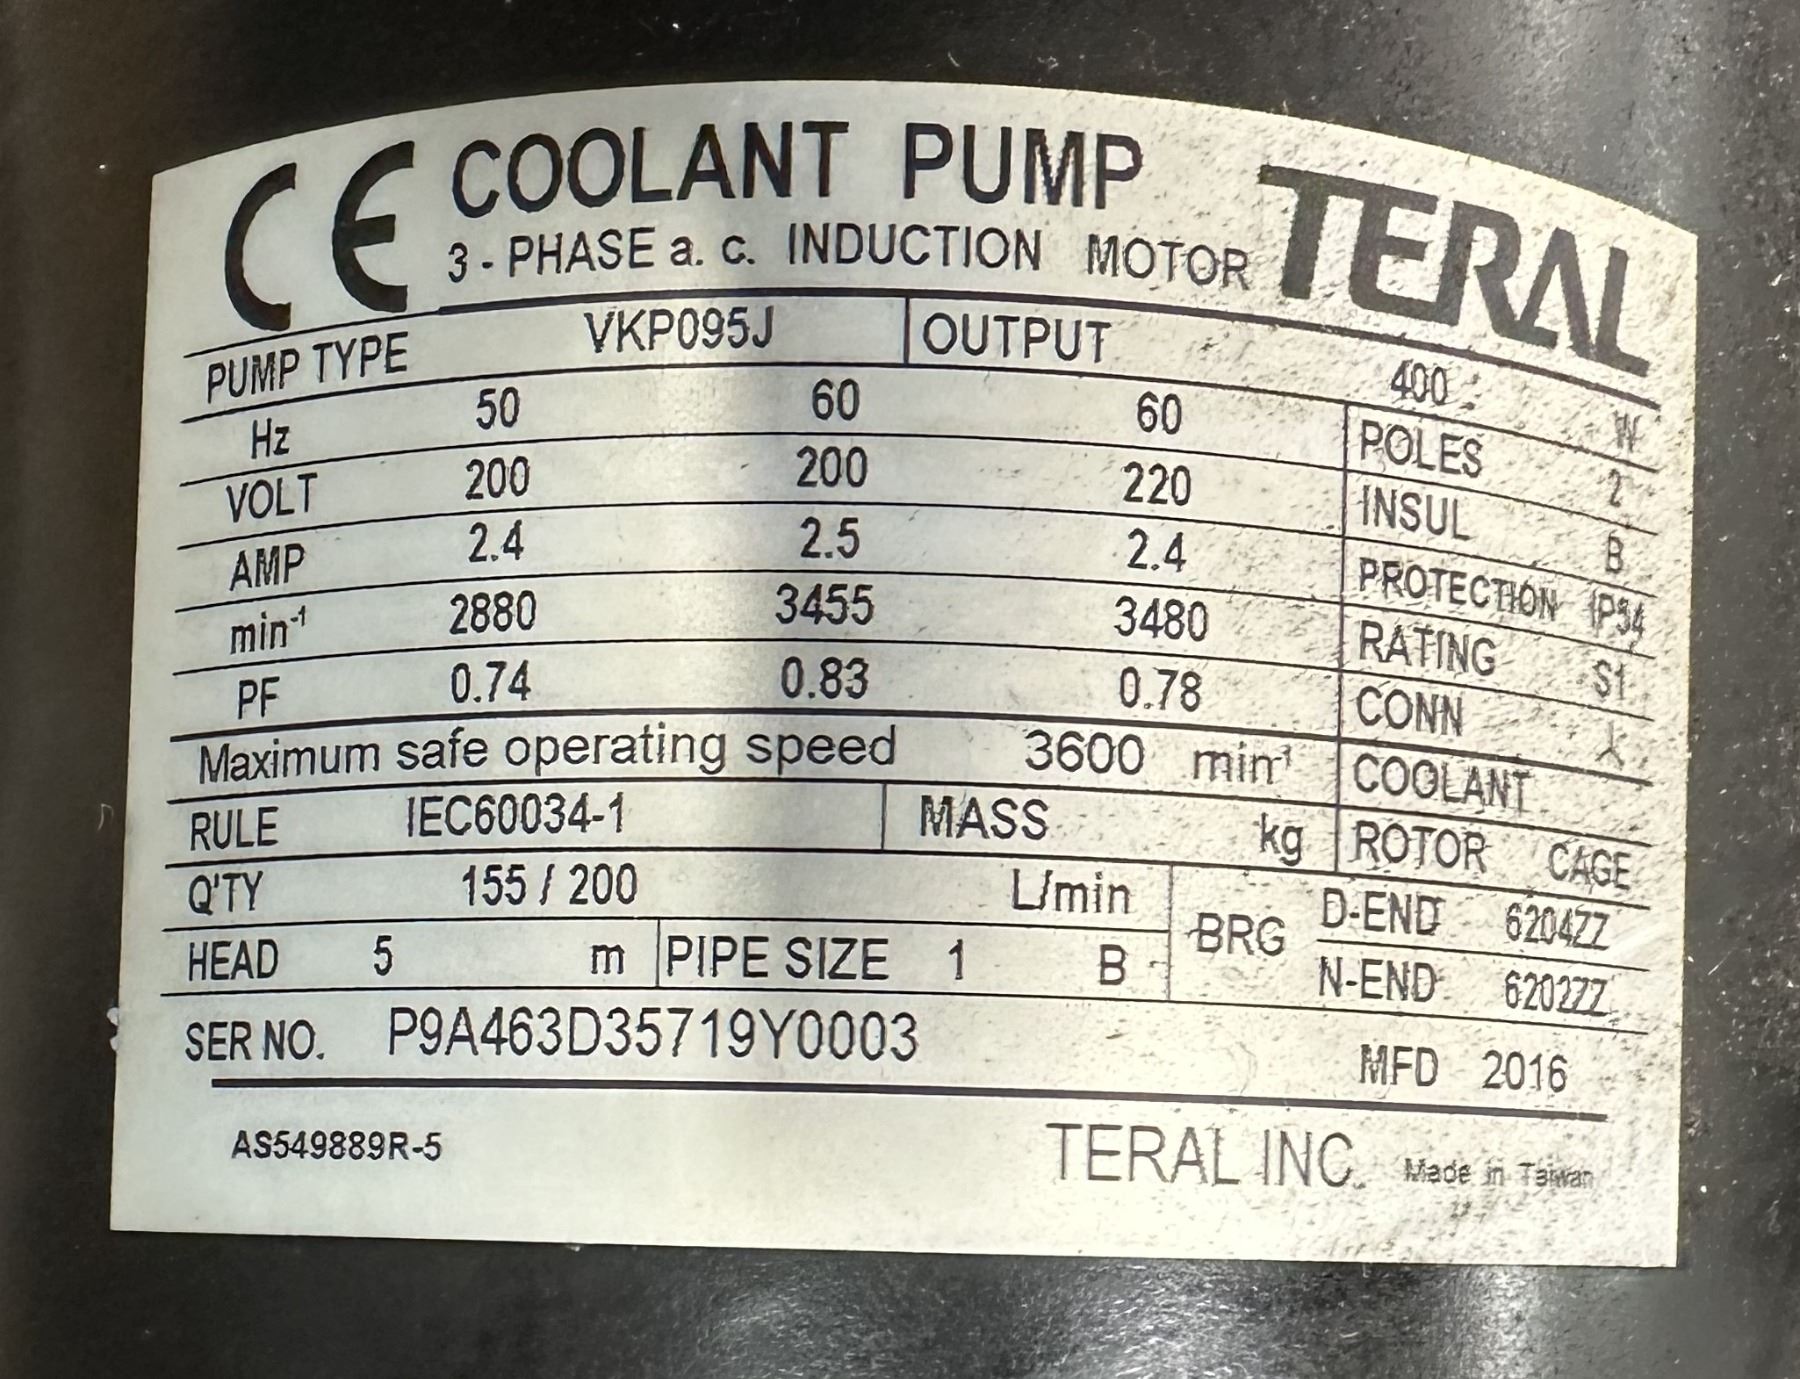 CE COOLANT PUMP TERAL
3 - PHASE a. c. INDUCTION MOTOR
PUMP TYPE VKP095J OUTPUT 400 W
Hz 50 60 60 POLES 2
VOLT 200 200 220 INSUL B
AMP 2.4 2.5 2.4 PROTECTION IP54
min⁻¹ 2880 3455 3480 RATING S1
PF 0.74 0.83 0.78 CONN 人
Maximum safe operating speed 3600 min⁻¹ COOLANT
RULE IEC60034-1 MASS kg ROTOR CAGE
Q'TY 155 / 200 L/min BRG D-END 6204ZZ
HEAD 5 m PIPE SIZE 1 B N-END 6202ZZ
SER NO. P9A463D35719Y0003 MFD 2016
AS549889R-5 TERAL INC. Made in Taiwan